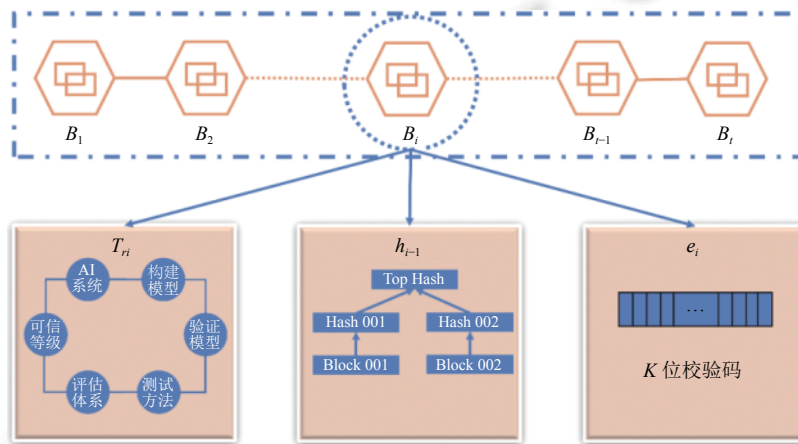 B₁ B₂ Bᵢ Bₜ₋₁ Bₜ
Tᵣᵢ
AI
系统
构建
模型
可信
等级
验证
模型
评估
体系
测试
方法
hᵢ₋₁
Top Hash
Hash 001 Hash 002
Block 001 Block 002
eᵢ
…
K 位校验码